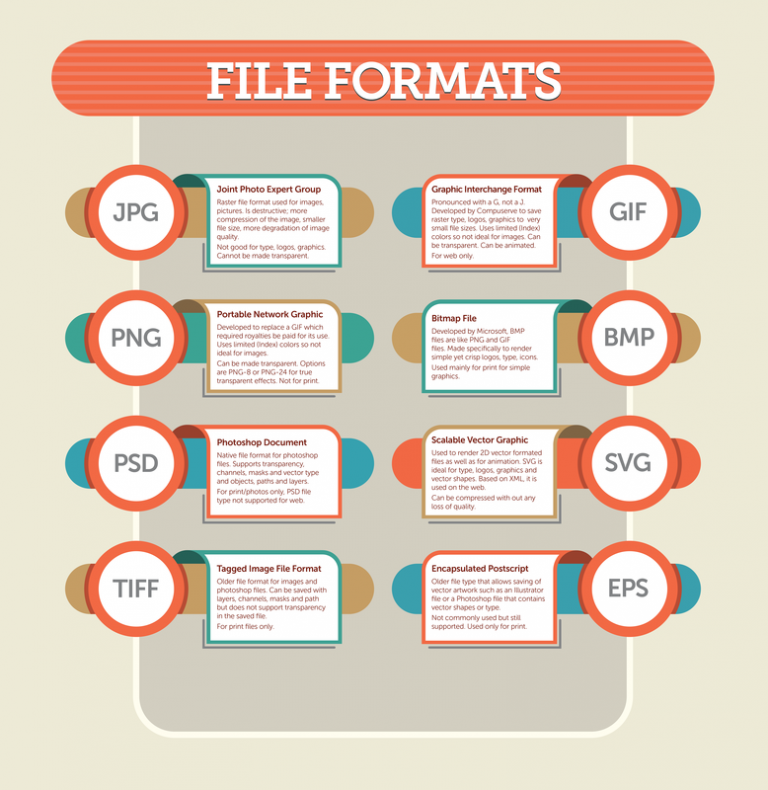 FILE FORMATS
JPG
Joint Photo Expert Group
Raster file format used for images,
pictures. Is destructive; more
compression of the image, smaller
file size, more degradation of image
quality.
Not good for type, logos, graphics.
Cannot be made transparent.
Graphic Interchange Format
Pronounced with a G, not a J.
Developed by Compuserve to save
raster type, logos, graphics to very
small file sizes. Uses limited (Index)
colors so not ideal for images. Can
be transparent. Can be animated.
For web only.
GIF
PNG
Portable Network Graphic
Developed to replace a GIF which
required royalties be paid for its use.
Uses limited (Index) colors so not
ideal for images.
Can be made transparent. Options
are PNG-8 or PNG-24 for true
transparent effects. Not for print.
Bitmap File
Developed by Microsoft, BMP
files are like PNG and GIF
files. Made specifically to render
simple yet crisp logos, type, icons.
Used mainly for print for simple
graphics.
BMP
PSD
Photoshop Document
Native file format for photoshop
files. Supports transparency,
channels, masks and vector type
and objects, paths and layers.
For print/photos only, PSD file
type not supported for web.
Scalable Vector Graphic
Used to render 2D vector formated
files as well as for animation. SVG is
ideal for type, logos, graphics and
vector shapes. Based on XML, it is
used on the web.
Can be compressed with out any
loss of quality.
SVG
TIFF
Tagged Image File Format
Older file format for images and
photoshop files. Can be saved with
layers, channels, masks and path
but does not support transparency
in the saved file.
For print files only.
Encapsulated Postscript
Older file type that allows saving of
vector artwork such as an Illustrator
file or a Photoshop file that contains
vector shapes or type.
Not commonly used but still
supported. Used only for print.
EPS